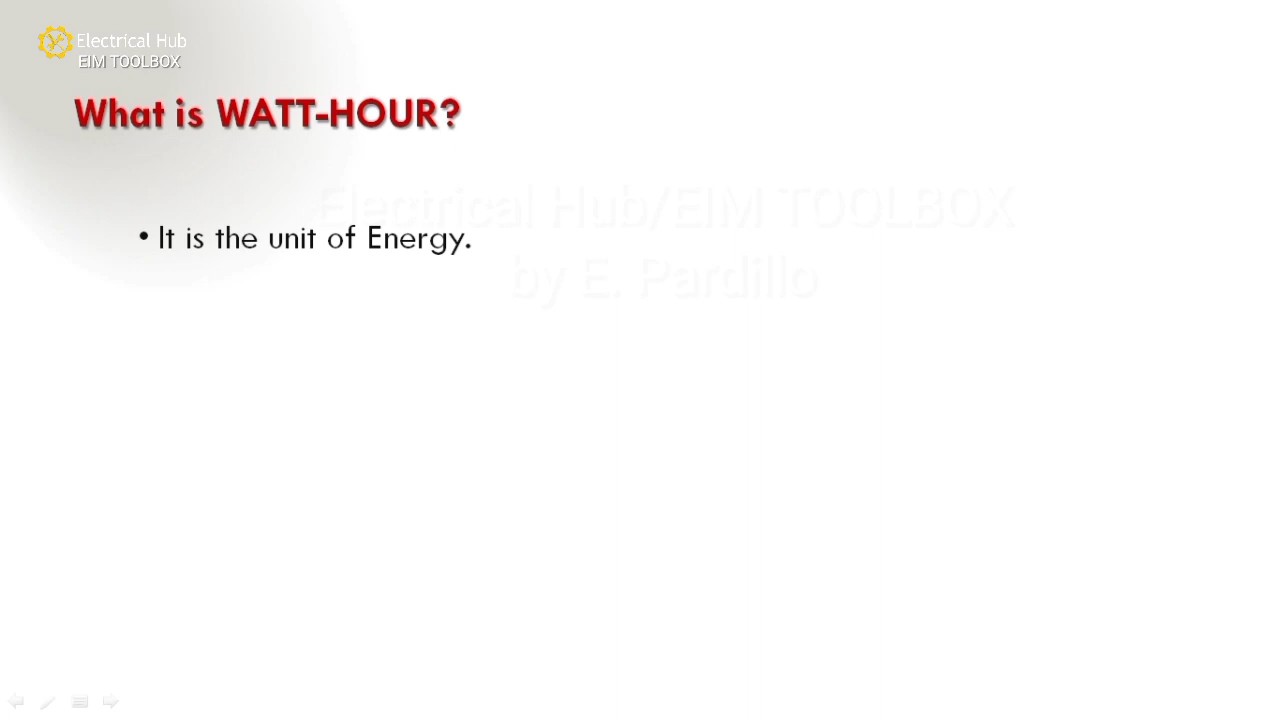 Electrical Hub
EIM TOOLBOX
What is WATT-HOUR?
Electrical Hub/EIM TOOLBOX
• It is the unit of Energy.
by E. Pardillo